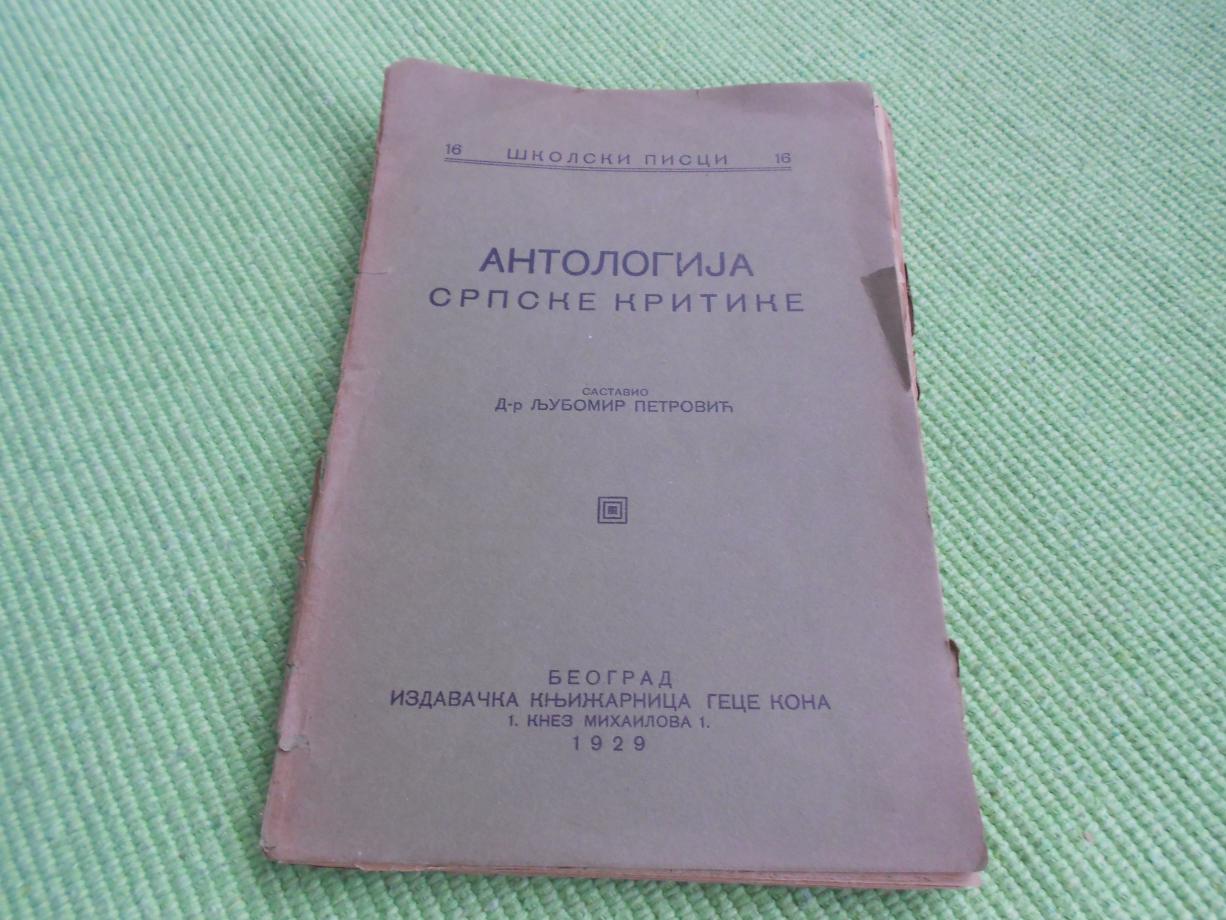 16 ШКОЛСКИ ПИСЦИ 16
АНТОЛОГИЈА
СРПСКЕ КРИТИКЕ
САСТАВИО
Д-р ЉУБОМИР ПЕТРОВИЋ
БЕОГРАД
ИЗДАВАЧКА КЊИЖАРНИЦА ГЕЦЕ КОНА
1. КНЕЗ МИХАИЛОВА 1.
1929